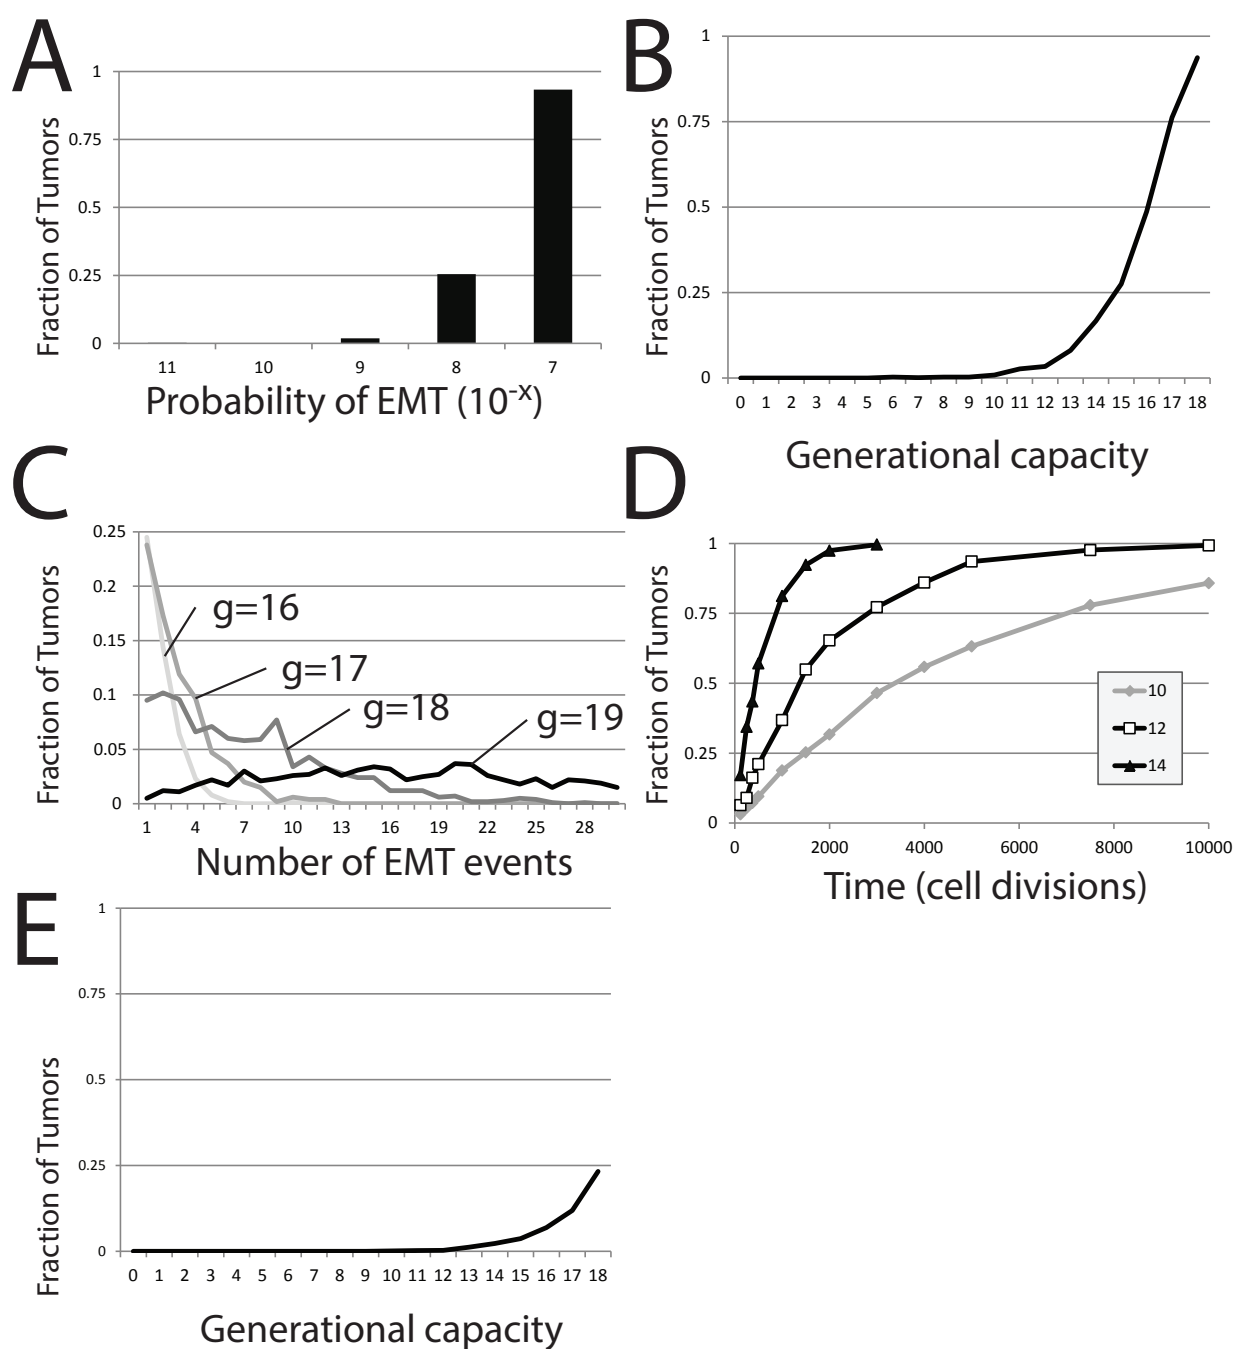 A
Fraction of Tumors
1
0.75
0.5
0.25
0
11 10 9 8 7
Probability of EMT (10-x)
B
Fraction of Tumors
1
0.75
0.5
0.25
0
0 1 2 3 4 5 6 7 8 9 10 11 12 13 14 15 16 17 18
Generational capacity
C
Fraction of Tumors
0.25
0.2
0.15
0.1
0.05
0
g=16
g=17
g=18
g=19
1 4 7 10 13 16 19 22 25 28
Number of EMT events
D
Fraction of Tumors
1
0.75
0.5
0.25
0
10
12
14
0 2000 4000 6000 8000 10000
Time (cell divisions)
E
Fraction of Tumors
1
0.75
0.5
0.25
0
0 1 2 3 4 5 6 7 8 9 10 11 12 13 14 15 16 17 18
Generational capacity